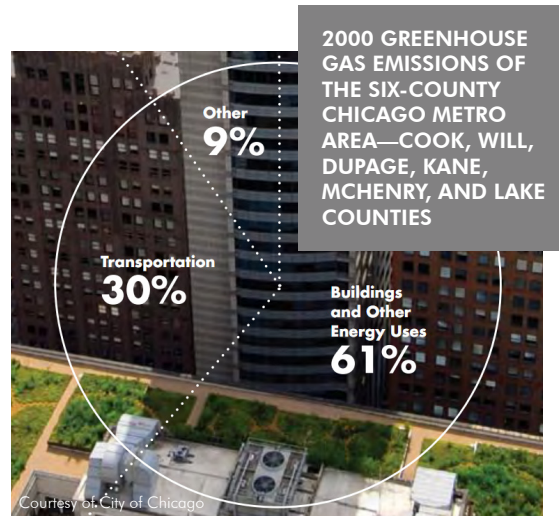 2000 GREENHOUSE
GAS EMISSIONS OF
THE SIX-COUNTY
CHICAGO METRO
AREA—COOK, WILL,
DUPAGE, KANE,
MCHENRY, AND LAKE
COUNTIES
Other
9%
Transportation
30%
Buildings
and Other
Energy Uses
61%
Courtesy of City of Chicago